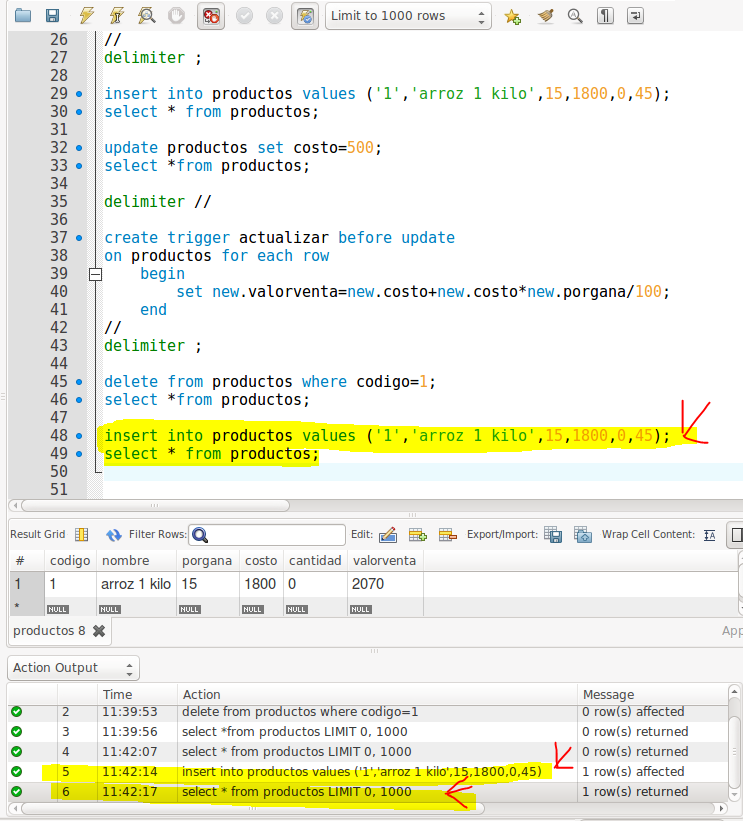 Limit to 1000 rows
26 //
27 delimiter ;
28
29 insert into productos values ('1','arroz 1 kilo',15,1800,0,45);
30 select * from productos;
31
32 update productos set costo=500;
33 select *from productos;
34
35 delimiter //
36
37 create trigger actualizar before update
38 on productos for each row
39 begin
40 set new.valorventa=new.costo+new.costo*new.porgana/100;
41 end
42 //
43 delimiter ;
44
45 delete from productos where codigo=1;
46 select *from productos;
47
48 insert into productos values ('1','arroz 1 kilo',15,1800,0,45);
49 select * from productos;
50
51
Result Grid Filter Rows: Edit: Export/Import: Wrap Cell Content: IA
# codigo nombre porgana costo cantidad valorventa
1 1 arroz 1 kilo 15 1800 0 2070
* NULL NULL NULL NULL NULL NULL
productos 8 App
Action Output
Time Action Message
2 11:39:53 delete from productos where codigo=1 0 row(s) affected
3 11:39:56 select *from productos LIMIT 0, 1000 0 row(s) returned
4 11:42:07 select * from productos LIMIT 0, 1000 0 row(s) returned
5 11:42:14 insert into productos values ('1','arroz 1 kilo',15,1800,0,45) 1 row(s) affected
6 11:42:17 select * from productos LIMIT 0, 1000 1 row(s) returned